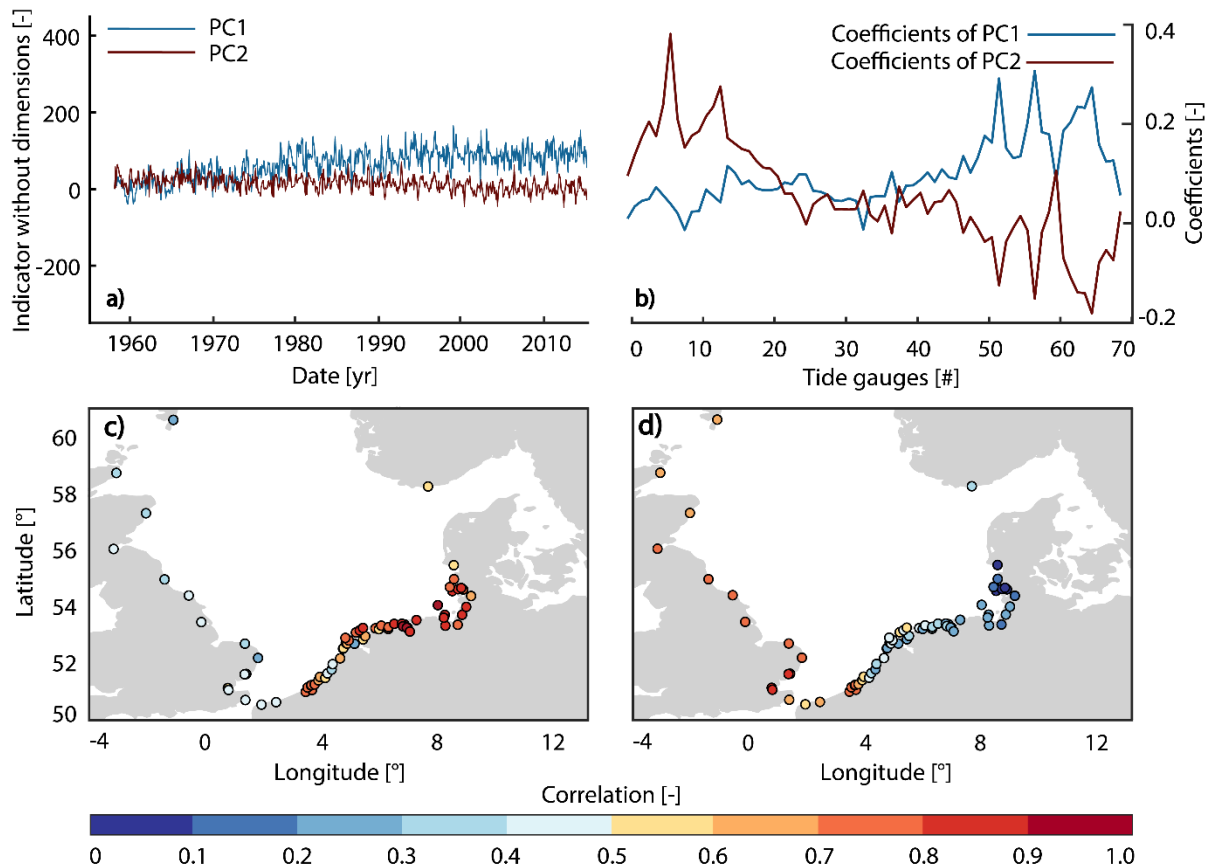 Indicator without dimensions [-]
400
200
0
-200
PC1
PC2
a)
1960 1970 1980 1990 2000 2010
Date [yr]
Coefficients of PC1
Coefficients of PC2
b)
0.4
0.2
0.0
-0.2
Coefficients
0 10 20 30 40 50 60 70
Tide gauges [#]
c)
60
58
56
54
52
50
Latitude [°]
-4 0 4 8 12
Longitude [°]
d)
-4 0 4 8 12
Longitude [°]
Correlation [-]
0 0.1 0.2 0.3 0.4 0.5 0.6 0.7 0.8 0.9 1.0